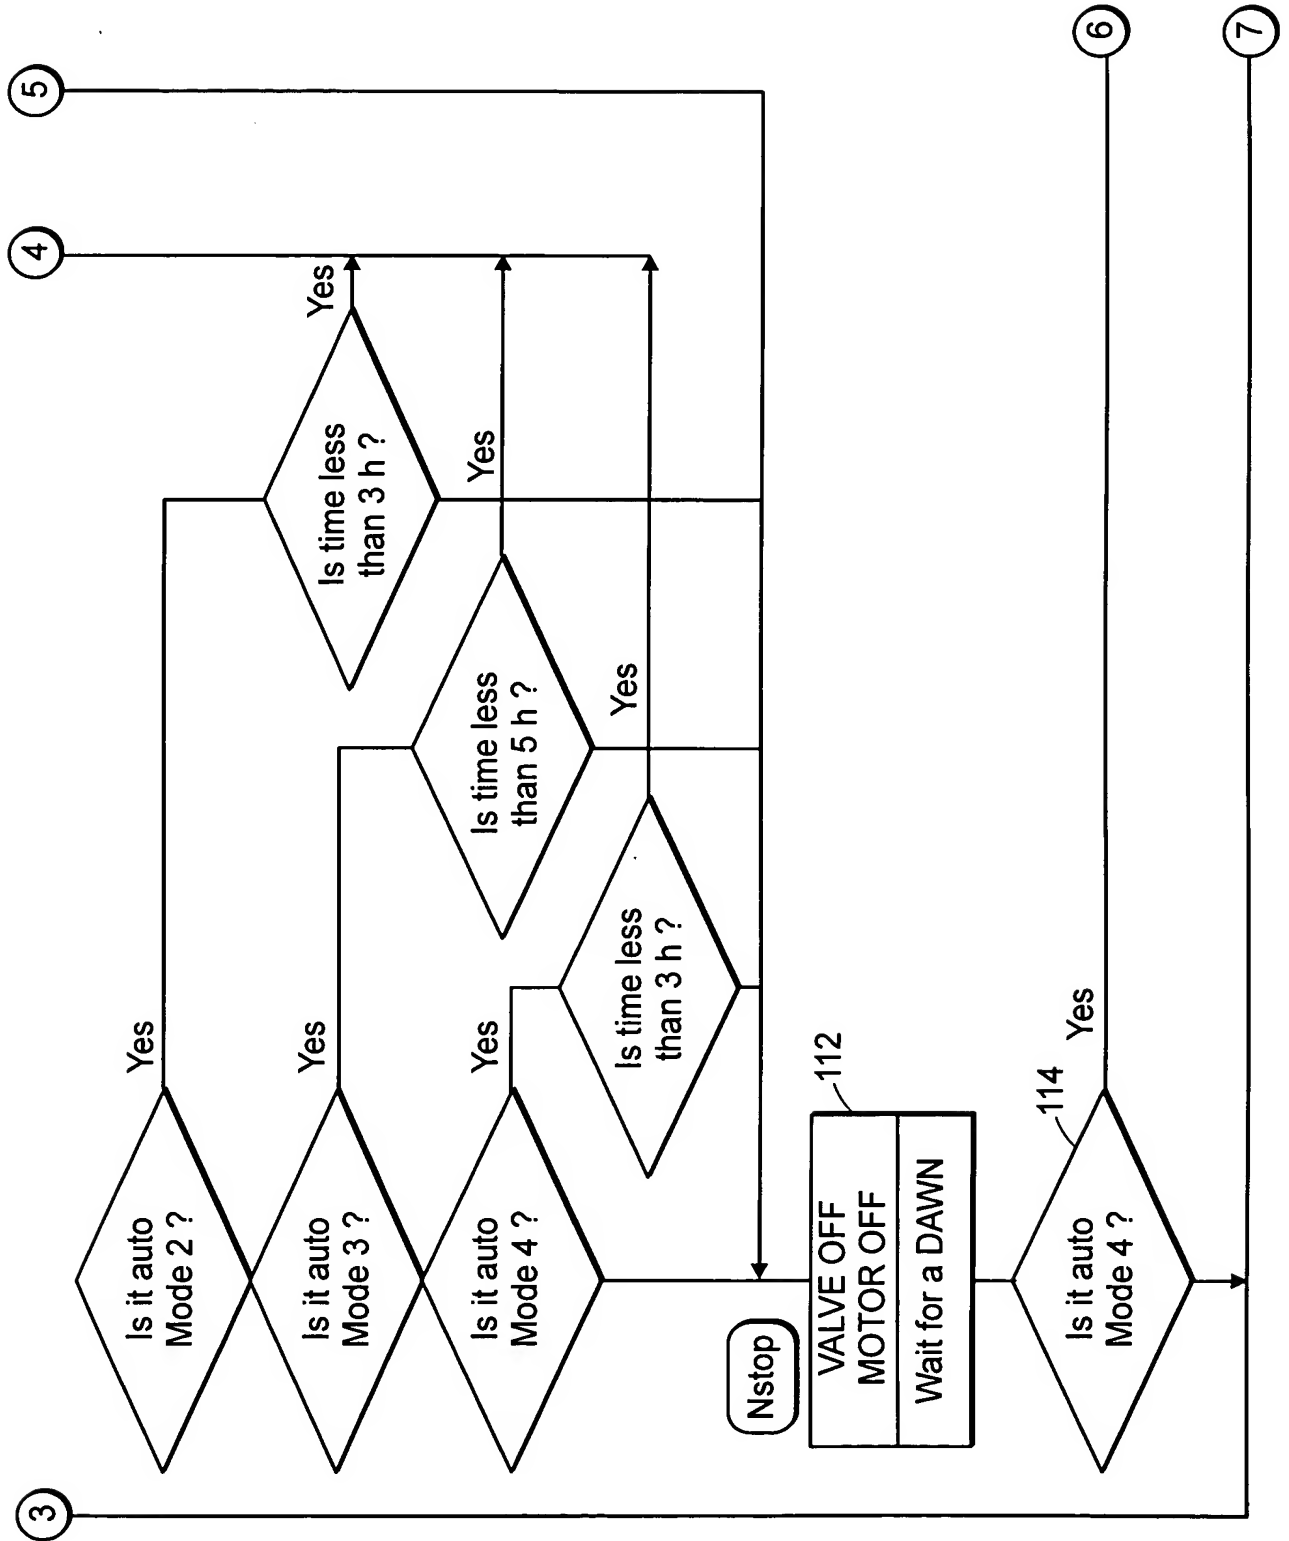 3
4
5
Is it auto
Mode 2 ?
Yes
Is time less
than 3 h ?
Yes
Is it auto
Mode 3 ?
Yes
Is time less
than 5 h ?
Yes
Is it auto
Mode 4 ?
Yes
Is time less
than 3 h ?
Yes
Nstop
VALVE OFF
MOTOR OFF
Wait for a DAWN
112
Is it auto
Mode 4 ?
114
Yes
6
7